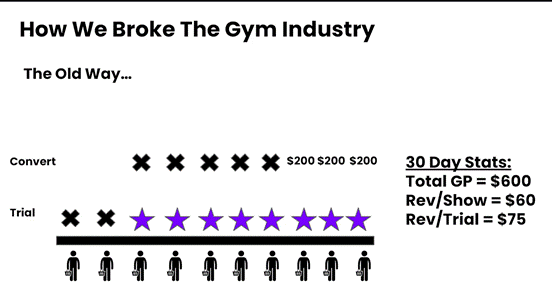 How We Broke The Gym Industry
The Old Way...
Convert
$200 $200 $200
Trial
30 Day Stats:
Total GP = $600
Rev/Show = $60
Rev/Trial = $75